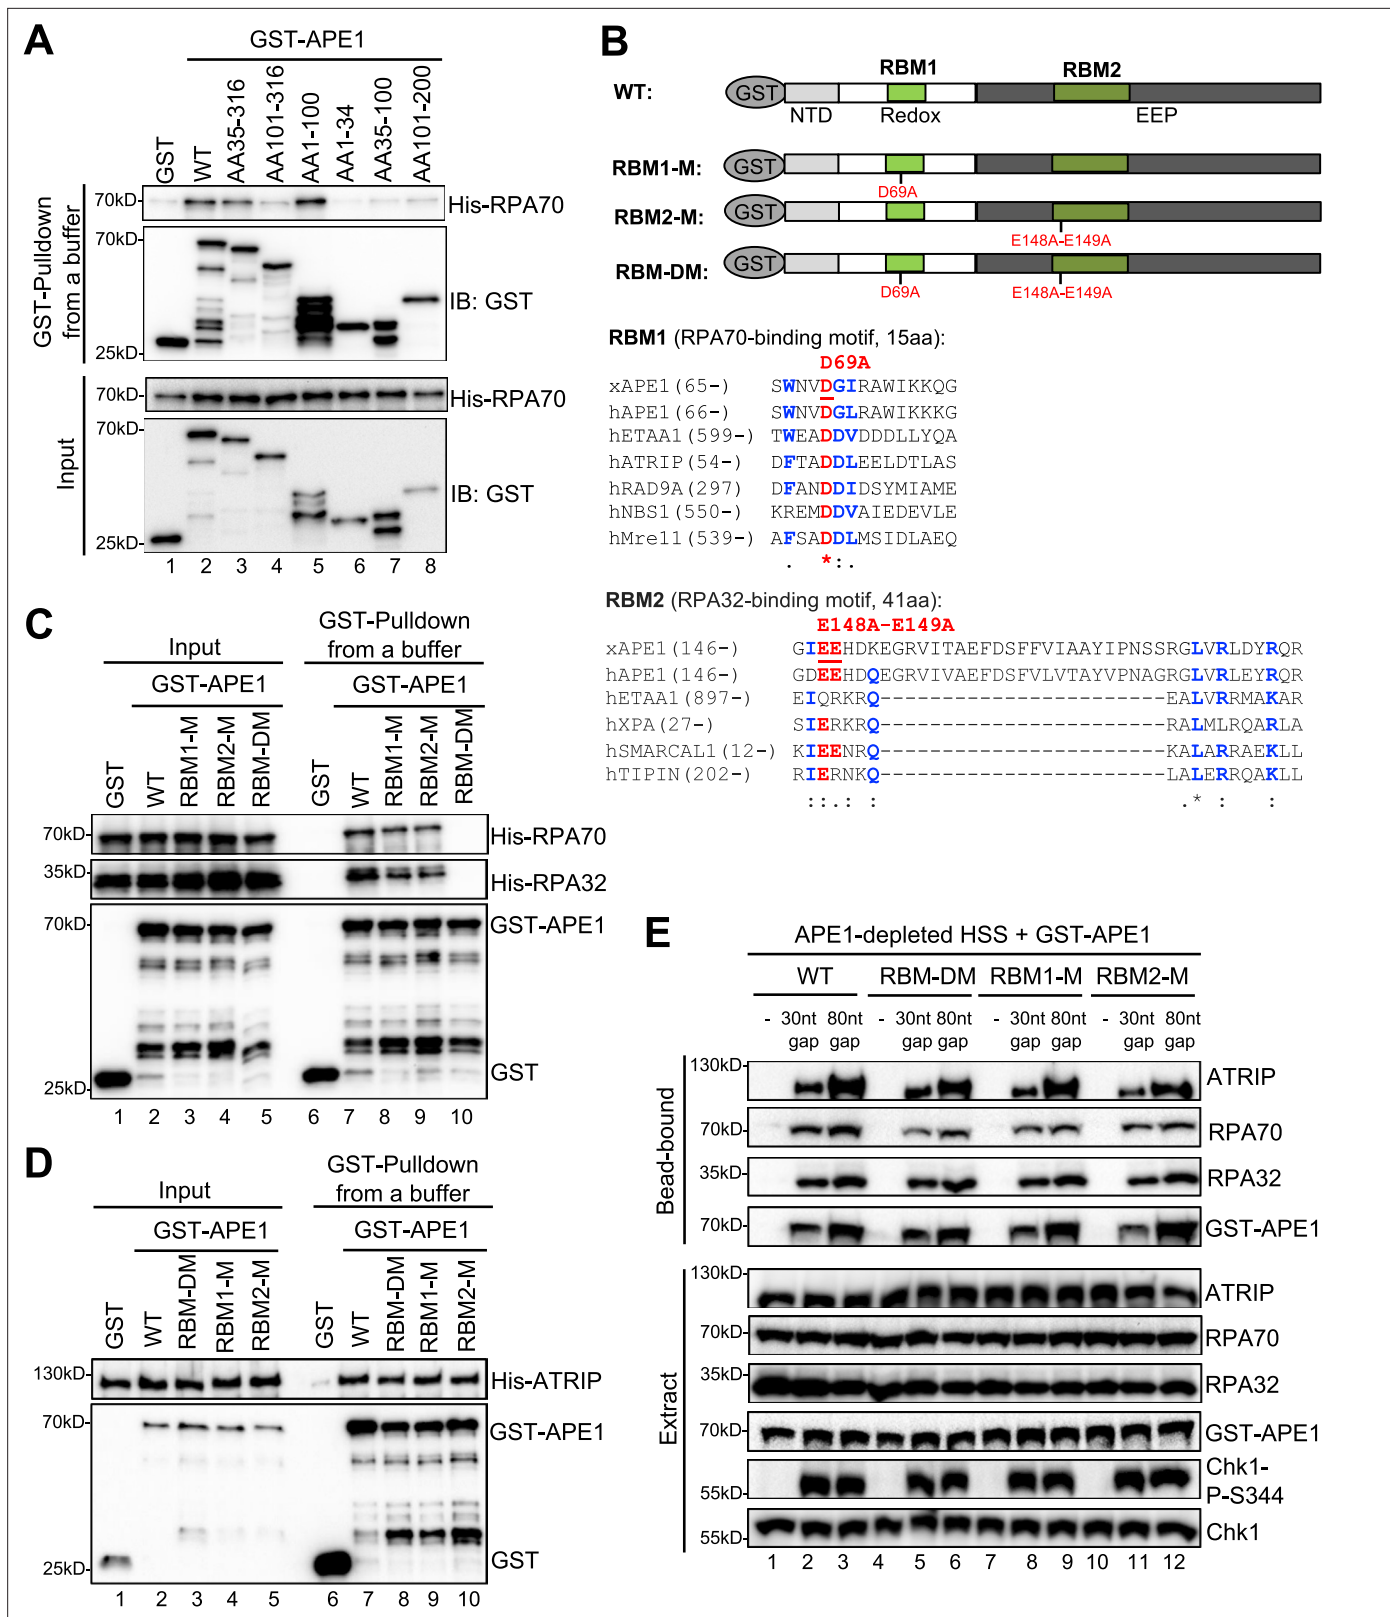 A
GST-APE1
GST
WT
AA35-316
AA101-316
AA1-100
AA1-34
AA35-100
AA101-200
GST-Pulldown
from a buffer
70kD
His-RPA70
70kD
IB: GST
25kD
Input
His-RPA70
70kD
70kD
IB: GST
25kD
1 2 3 4 5 6 7 8
B
RBM1 RBM2
WT: GST
NTD Redox EEP
RBM1-M: GST
D69A
RBM2-M: GST
E148A-E149A
RBM-DM: GST
D69A E148A-E149A
RBM1 (RPA70-binding motif, 15aa):
D69A
xAPE1(65-) SWNVDGIRAWIKKQG
hAPE1(66-) SWNVDGLRAWIKKKG
hETAA1(599-) TWEADDVDDDLLYQA
hATRIP(54-) DFTADDLEELDTLAS
hRAD9A(297) DFANDDIDSYMIAME
hNBS1(550-) KREMDDVAIEDEVLE
hMre11(539-) AFSADDLMSIDLAEQ
. *:.
RBM2 (RPA32-binding motif, 41aa):
E148A-E149A
xAPE1(146-) GIEEHDKEGRVITAEFDSFFVIAAYIPNSSRGLVRLDYRQR
hAPE1(146-) GDEEHDQEGRVIVAEFDSFVLVTAYVPNAGRGLVRLEYRQR
hETAA1(897-) EIQRKRQ------------------------EALVRRMAKAR
hXPA(27-) SIERKRQ------------------------RALMLRQARLA
hSMARCAL1(12-) KIEENRQ------------------------KALARRAEKLL
hTIPIN(202-) RIERNKQ------------------------LALERRQAKLL
::.: : .* : :
C
Input
GST-Pulldown
from a buffer
GST-APE1 GST-APE1
GST
WT
RBM1-M
RBM2-M
RBM-DM
GST
WT
RBM1-M
RBM2-M
RBM-DM
70kD His-RPA70
35kD His-RPA32
70kD GST-APE1
25kD GST
1 2 3 4 5 6 7 8 9 10
D
Input
GST-Pulldown
from a buffer
GST-APE1 GST-APE1
GST
WT
RBM-DM
RBM1-M
RBM2-M
GST
WT
RBM-DM
RBM1-M
RBM2-M
130kD His-ATRIP
70kD GST-APE1
25kD GST
1 2 3 4 5 6 7 8 9 10
E
APE1-depleted HSS + GST-APE1
WT RBM-DM RBM1-M RBM2-M
- 30nt 80nt - 30nt 80nt - 30nt 80nt - 30nt 80nt
gap gap gap gap gap gap gap gap
Bead-bound
130kD ATRIP
70kD RPA70
35kD RPA32
70kD GST-APE1
Extract
130kD ATRIP
70kD RPA70
35kD RPA32
70kD GST-APE1
55kD Chk1-
P-S344
55kD Chk1
1 2 3 4 5 6 7 8 9 10 11 12